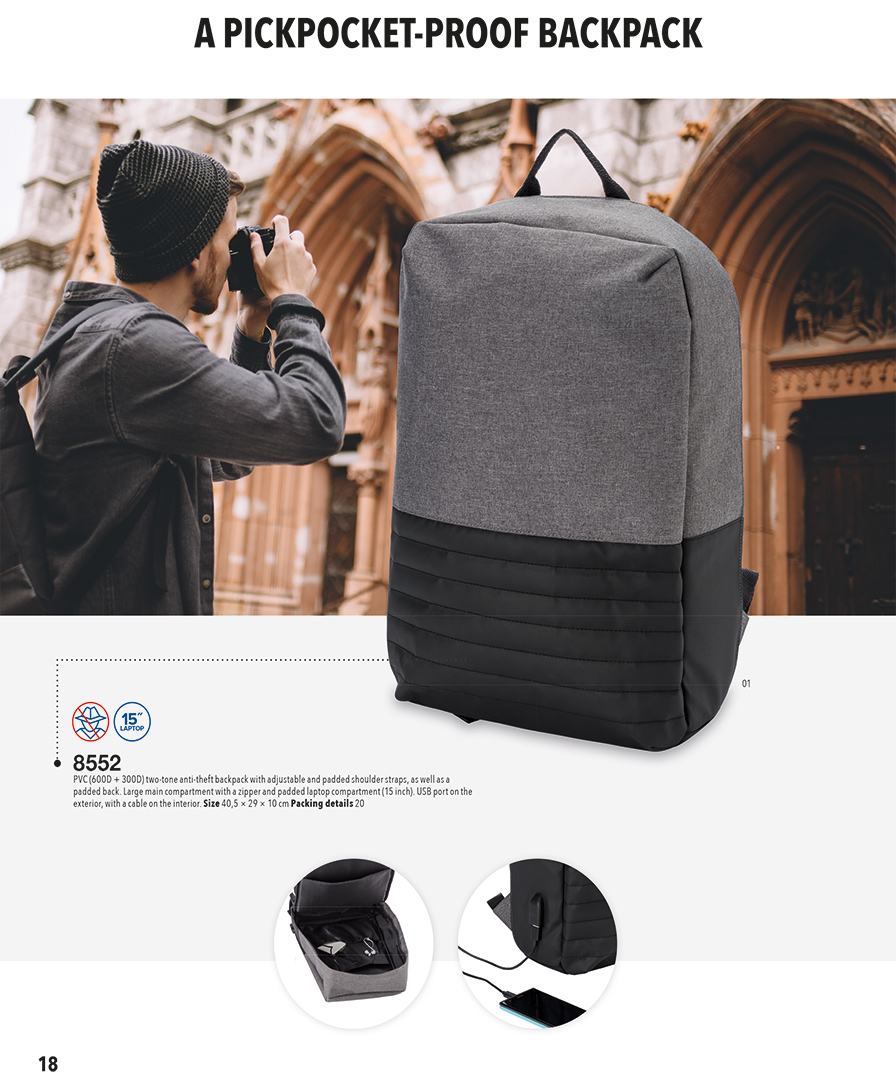 A PICKPOCKET-PROOF BACKPACK
01
15”
LAPTOP
8552
PVC (600D + 300D) two-tone anti-theft backpack with adjustable and padded shoulder straps, as well as a
padded back. Large main compartment with a zipper and padded laptop compartment (15 inch). USB port on the
exterior, with a cable on the interior. Size 40,5 × 29 × 10 cm Packing details 20
18